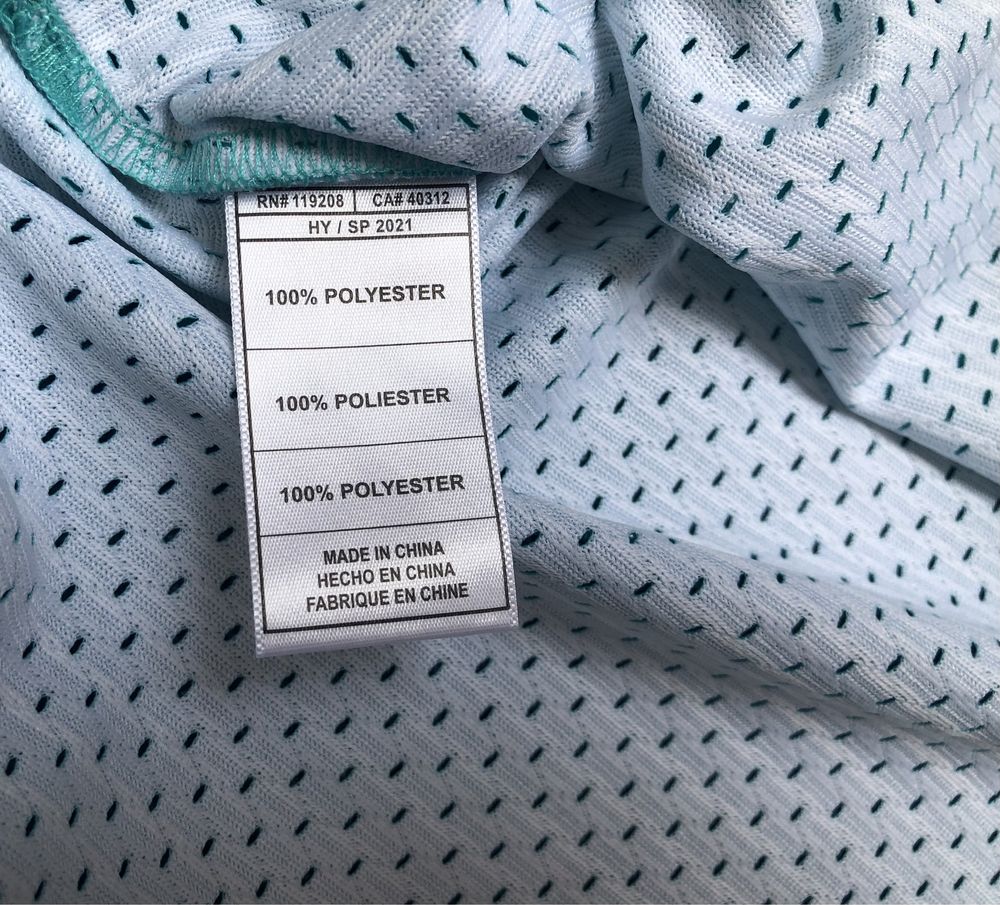 RN# 119208 CA# 40312
HY / SP 2021
100% POLYESTER
100% POLIESTER
100% POLYESTER
MADE IN CHINA
HECHO EN CHINA
FABRIQUE EN CHINE